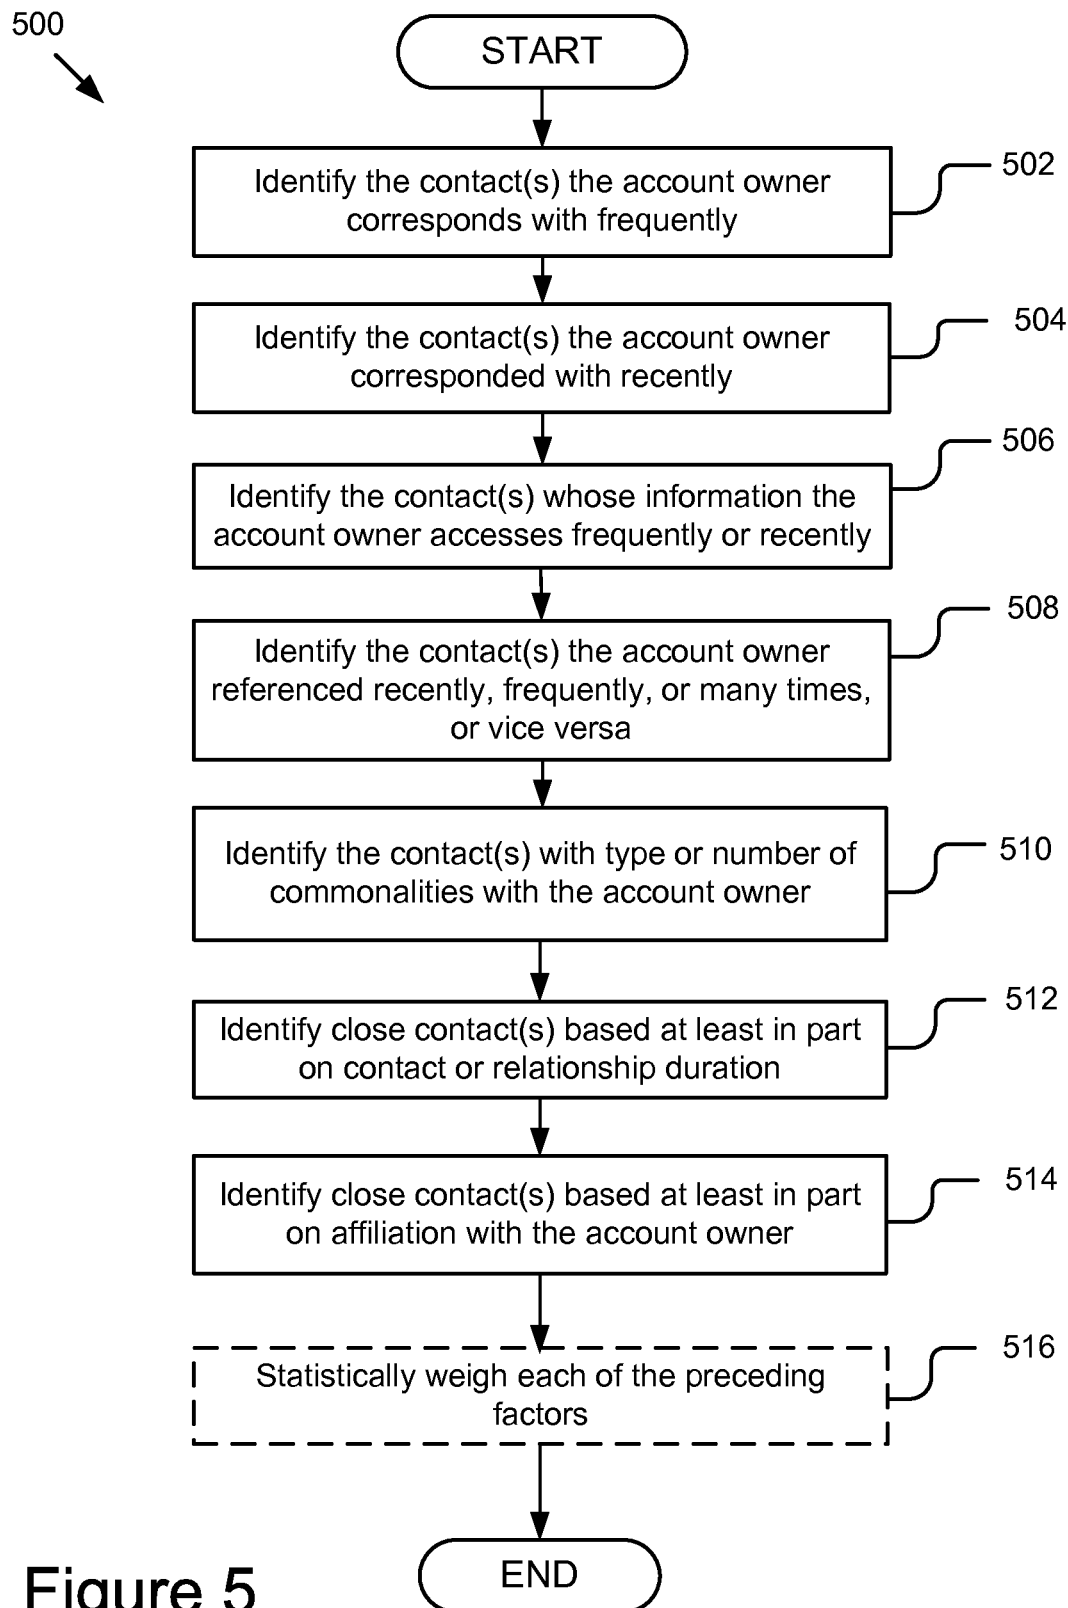 500
START
Identify the contact(s) the account owner
corresponds with frequently
502
Identify the contact(s) the account owner
corresponded with recently
504
Identify the contact(s) whose information the
account owner accesses frequently or recently
506
Identify the contact(s) the account owner
referenced recently, frequently, or many times,
or vice versa
508
Identify the contact(s) with type or number of
commonalities with the account owner
510
Identify close contact(s) based at least in part
on contact or relationship duration
512
Identify close contact(s) based at least in part
on affiliation with the account owner
514
Statistically weigh each of the preceding
factors
516
END
Figure 5